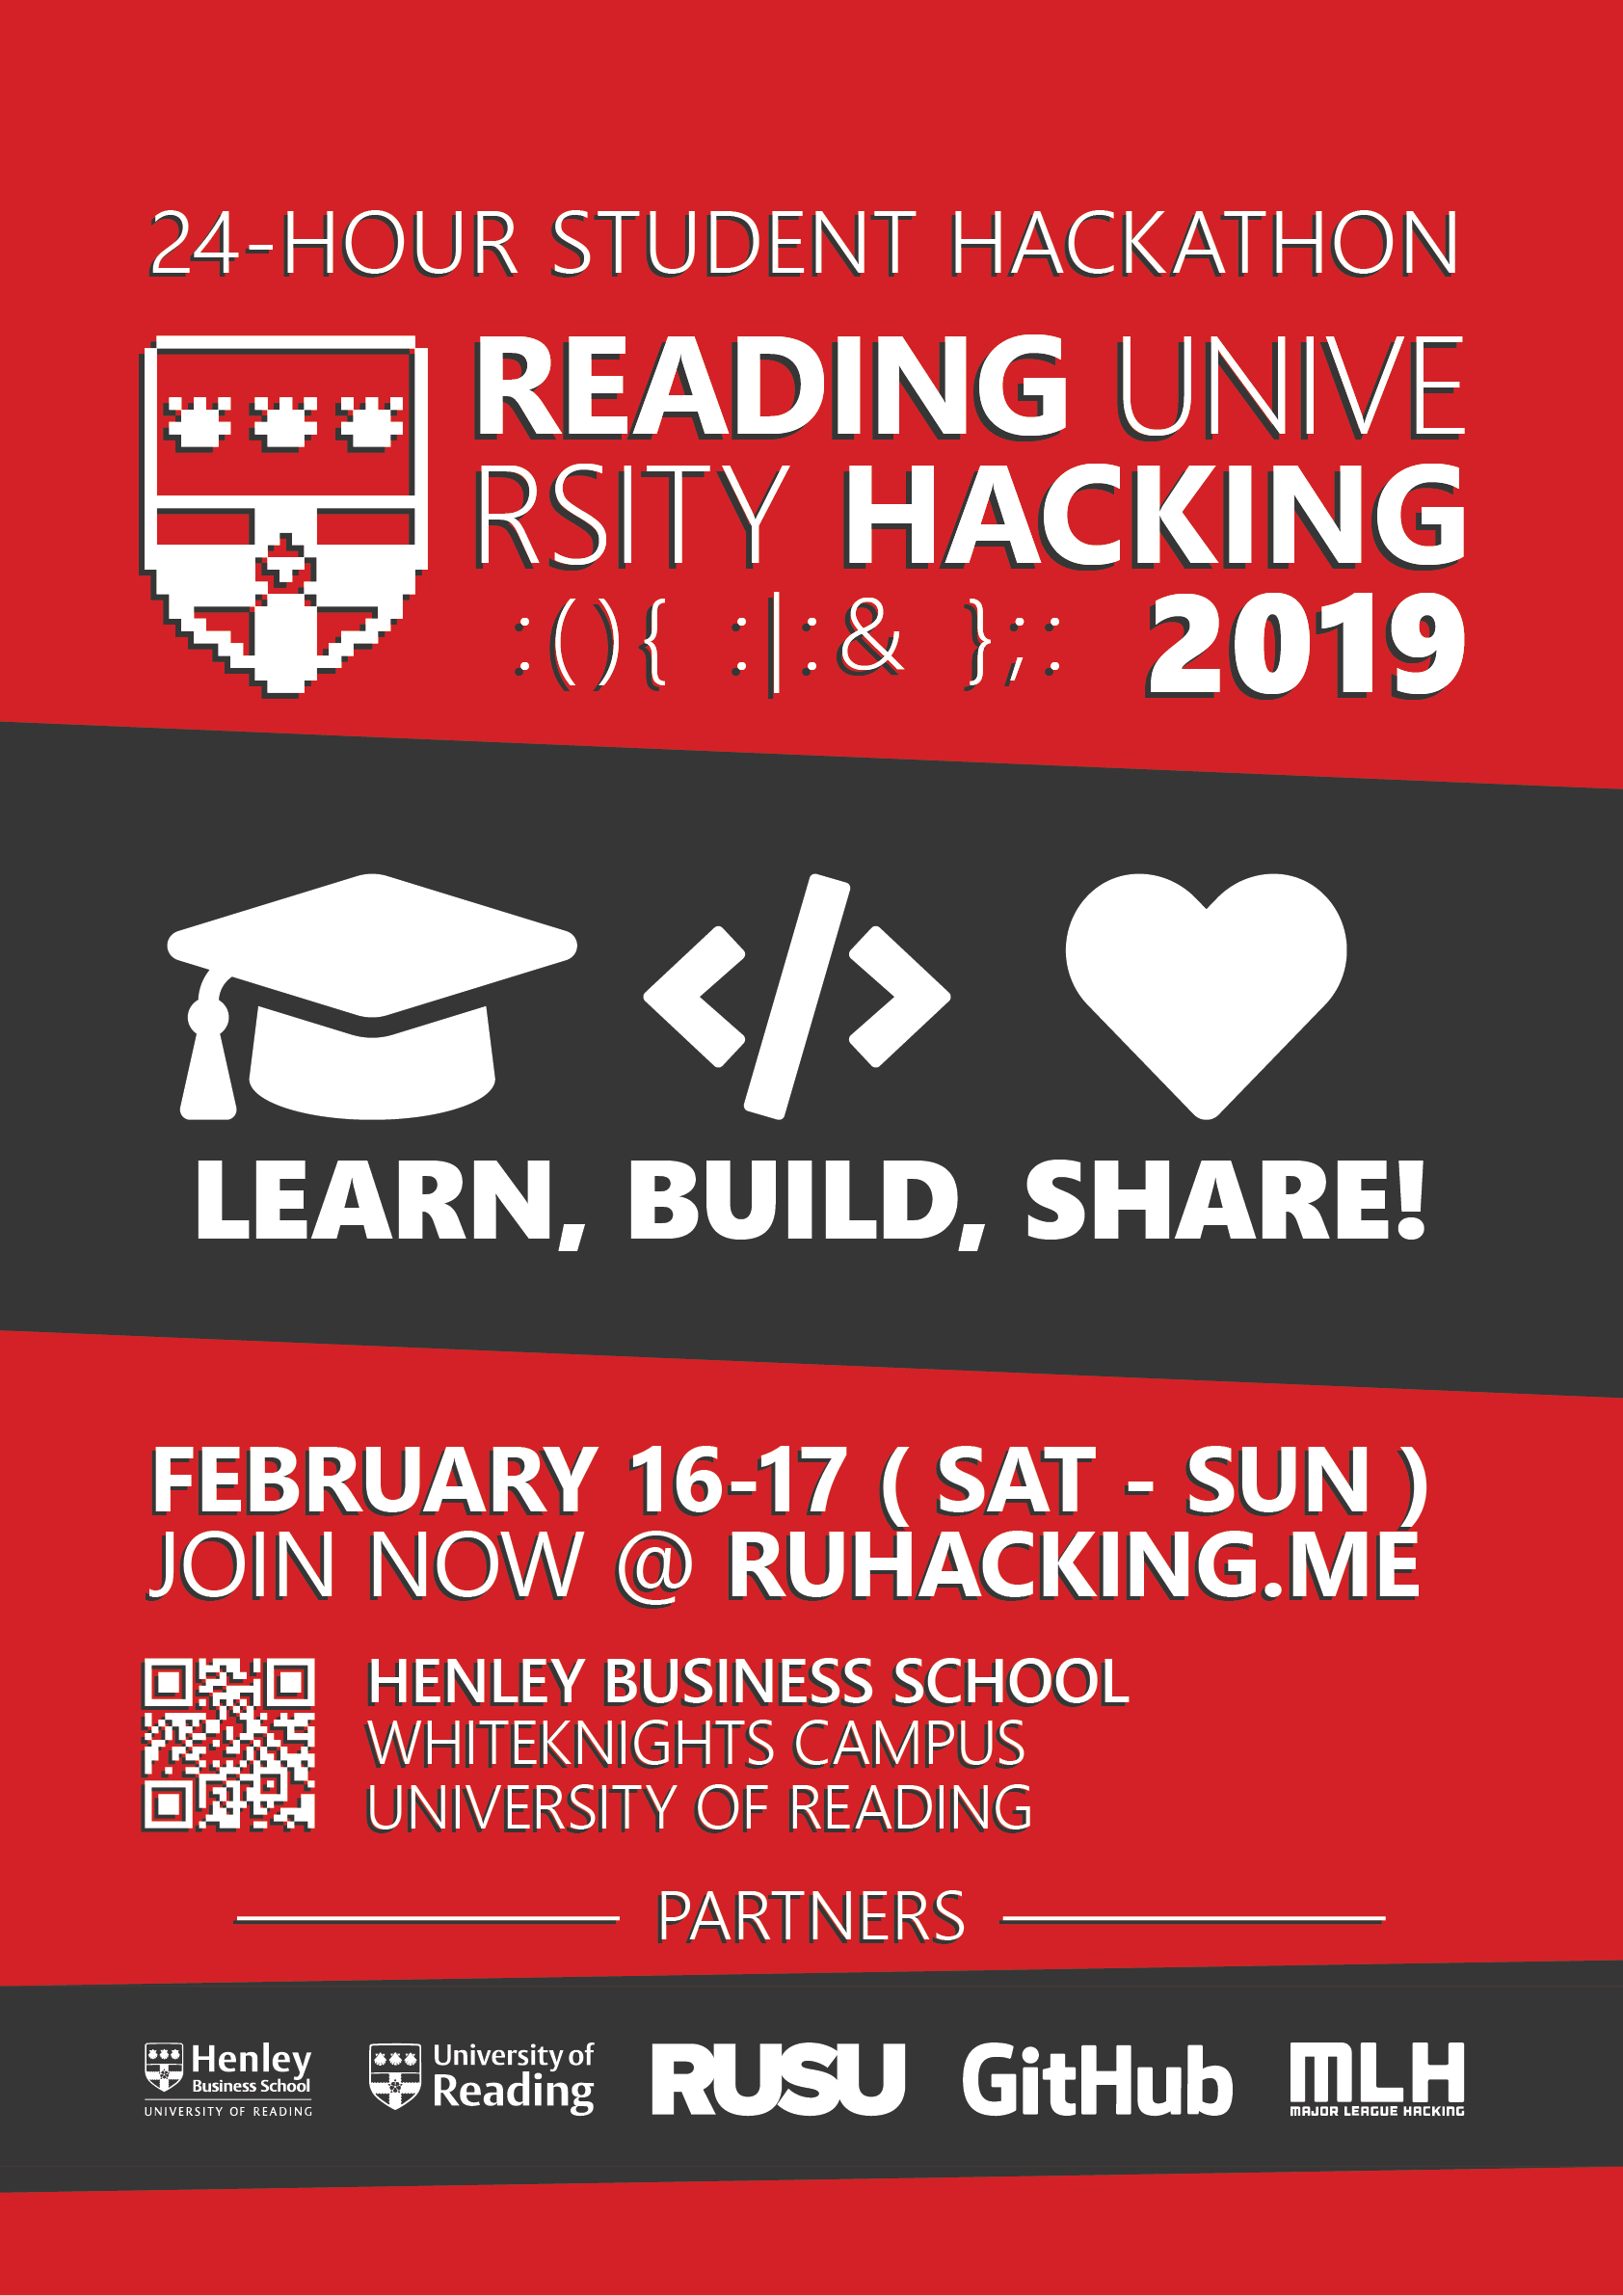 24-HOUR STUDENT HACKATHON
READING UNIVE
RSITY HACKING
:(){ :|:& };: 2019
LEARN, BUILD, SHARE!
FEBRUARY 16-17 ( SAT - SUN )
JOIN NOW @ RUHACKING.ME
HENLEY BUSINESS SCHOOL
WHITEKNIGHTS CAMPUS
UNIVERSITY OF READING
PARTNERS
Henley
Business School
UNIVERSITY OF READING
University of
Reading
RUSU
GitHub
MLH
MAJOR LEAGUE HACKING